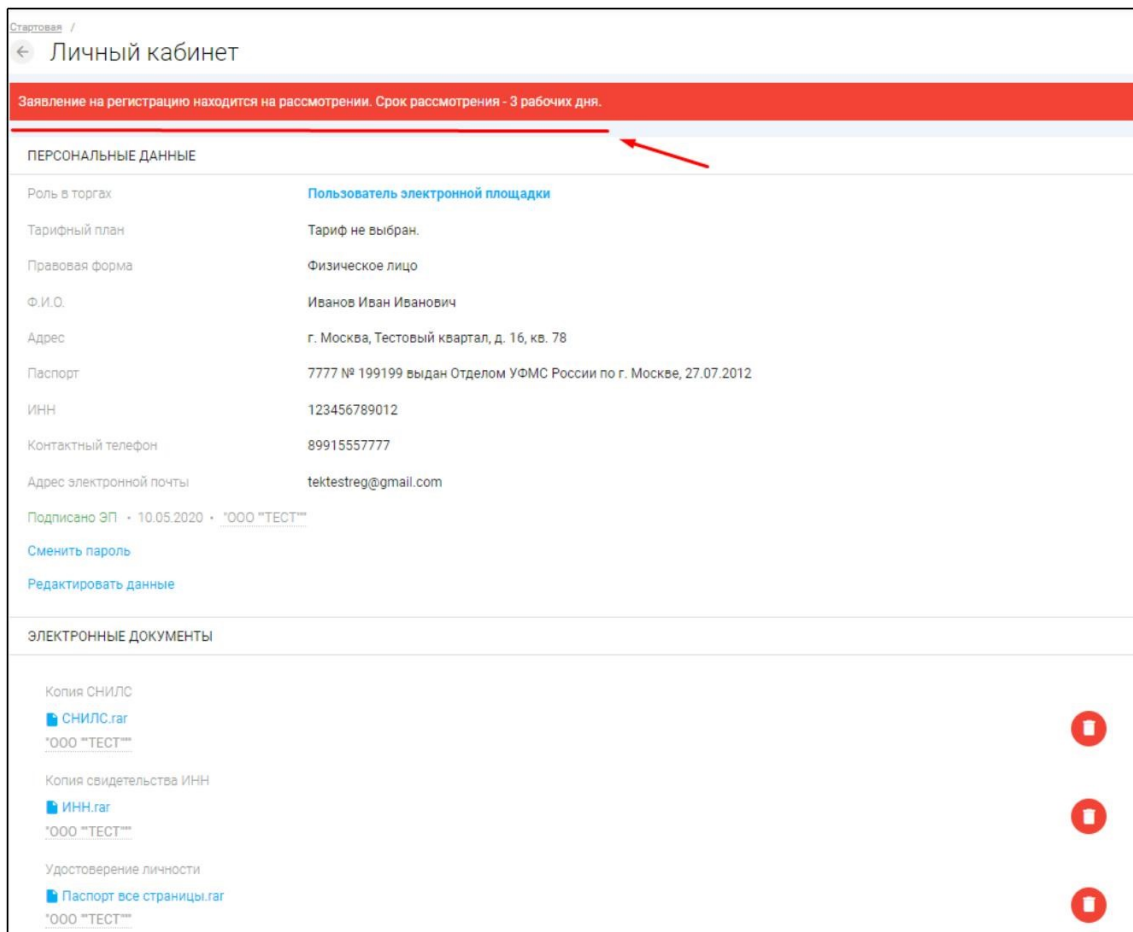 Стартовая /
Личный кабинет
Заявление на регистрацию находится на рассмотрении. Срок рассмотрения - 3 рабочих дня.
ПЕРСОНАЛЬНЫЕ ДАННЫЕ
Роль в торгах Пользователь электронной площадки
Тарифный план Тариф не выбран.
Правовая форма Физическое лицо
Ф.И.О. Иванов Иван Иванович
Адрес г. Москва, Тестовый квартал, д. 16, кв. 78
Паспорт 7777 № 199199 выдан Отделом УФМС России по г. Москве, 27.07.2012
ИНН 123456789012
Контактный телефон 89915557777
Адрес электронной почты tektestreg@gmail.com
Подписано ЭП • 10.05.2020 • "ООО ""ТЕСТ"""
Сменить пароль
Редактировать данные
ЭЛЕКТРОННЫЕ ДОКУМЕНТЫ
Копия СНИЛС
СНИЛС.rar
"ООО ""ТЕСТ"""
Копия свидетельства ИНН
ИНН.rar
"ООО ""ТЕСТ"""
Удостоверение личности
Паспорт все страницы.rar
"ООО ""ТЕСТ"""